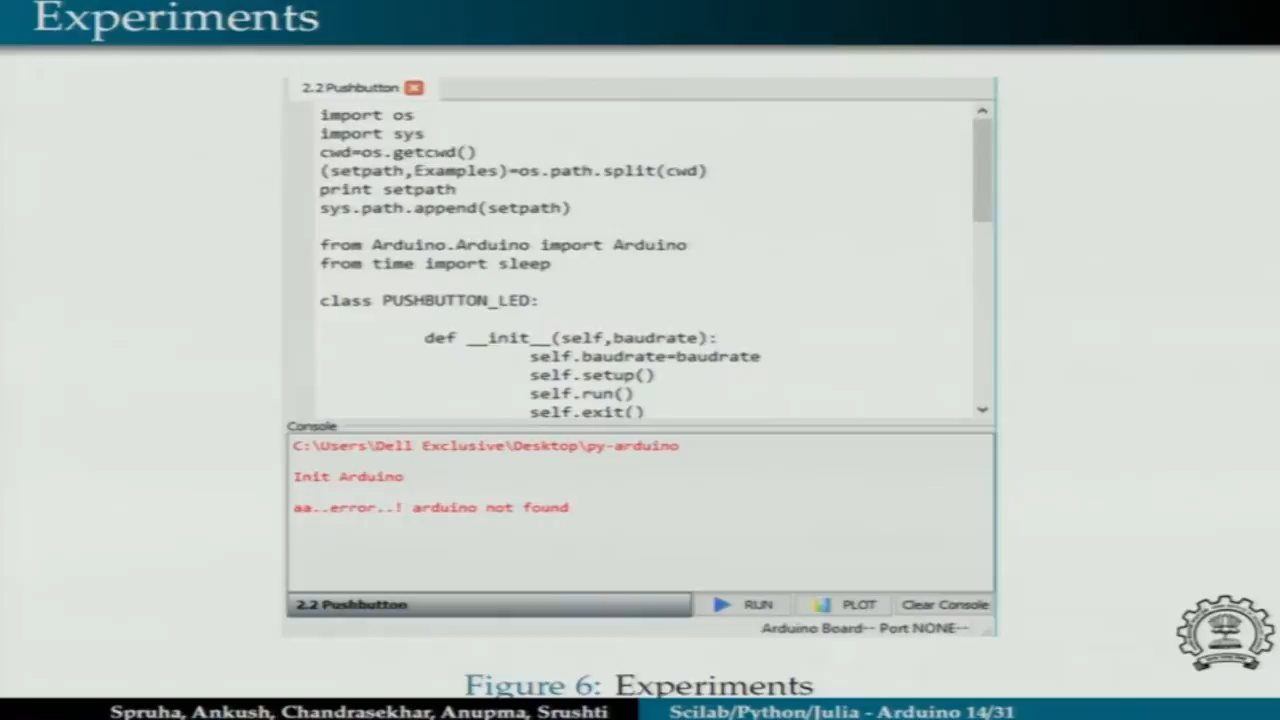 Experiments
2.2 Pushbutton
import os
import sys
cwd=os.getcwd()
(setpath,Examples)=os.path.split(cwd)
print setpath
sys.path.append(setpath)
from Arduino.Arduino import Arduino
from time import sleep
class PUSHBUTTON_LED:
def __init__(self,baudrate):
self.baudrate=baudrate
self.setup()
self.run()
self.exit()
Console
C:\Users\Dell Exclusive\Desktop\py-arduino
Init Arduino
aa..error..! arduino not found
2.2 Pushbutton RUN PLOT Clear Console
Arduino Board-- Port NONE--
Figure 6: Experiments
Spruha, Ankush, Chandrasekhar, Anupma, Srushti Scilab/Python/Julia - Arduino 14/31